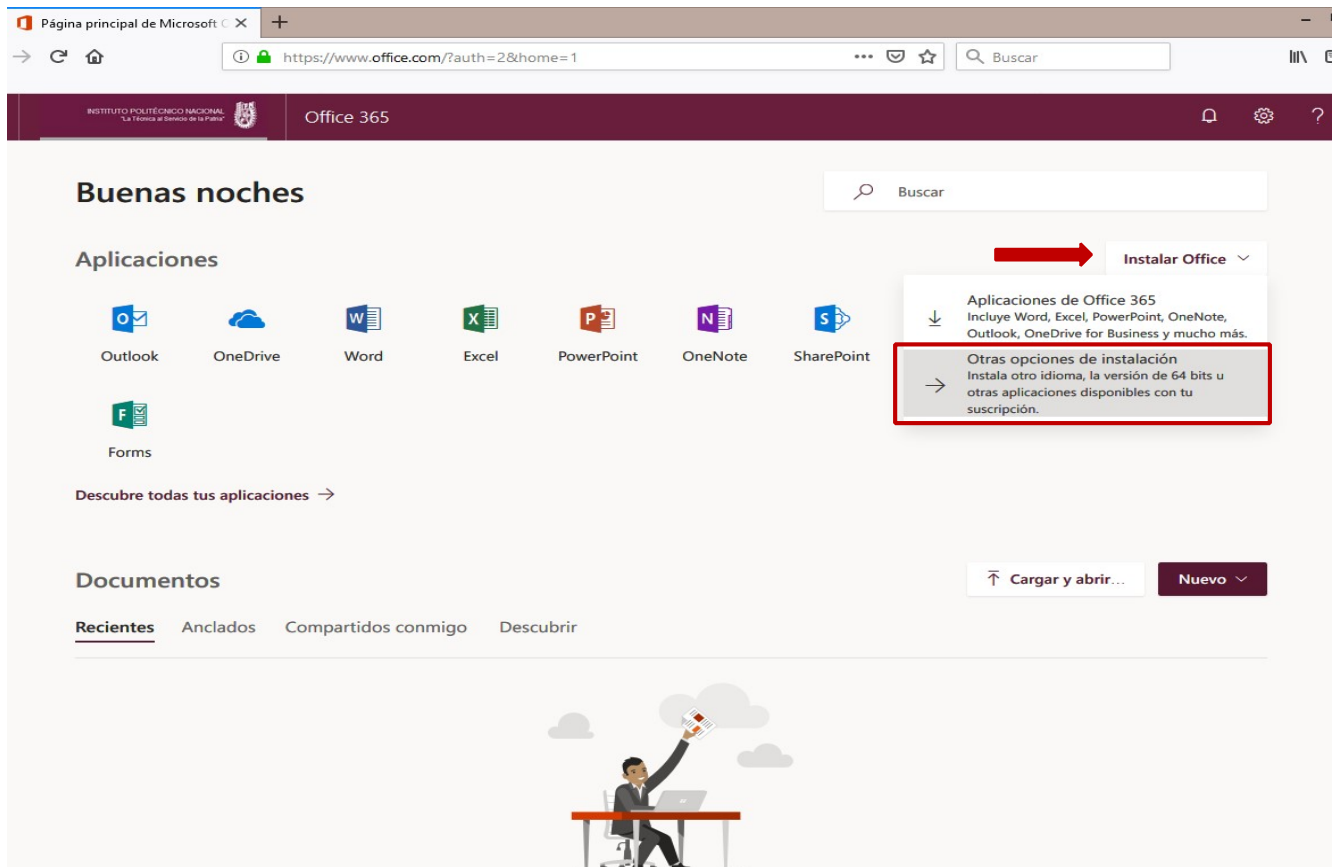 Página principal de Microsoft
https://www.office.com/?auth=2&home=1
Buscar
INSTITUTO POLITÉCNICO NACIONAL
"La Técnica al Servicio de la Patria"
Office 365
Buenas noches
Buscar
Aplicaciones
Instalar Office
Aplicaciones de Office 365
Incluye Word, Excel, PowerPoint, OneNote,
Outlook, OneDrive for Business y mucho más.
Outlook OneDrive Word Excel PowerPoint OneNote SharePoint
Otras opciones de instalación
Instala otro idioma, la versión de 64 bits u
otras aplicaciones disponibles con tu
suscripción.
Forms
Descubre todas tus aplicaciones
Documentos
Cargar y abrir...
Nuevo
Recientes Anclados Compartidos conmigo Descubrir